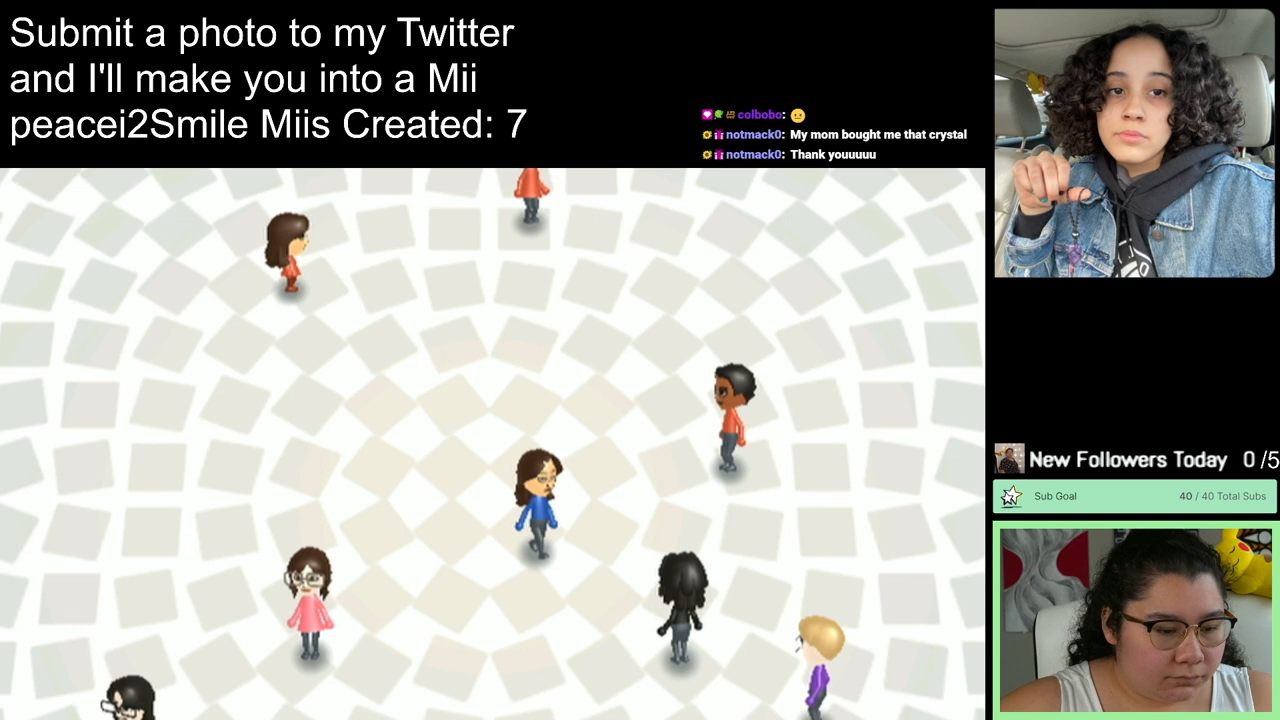 Submit a photo to my Twitter
and I'll make you into a Mii
peacei2Smile Miis Created: 7
colbobo:
notmack0: My mom bought me that crystal
notmack0: Thank youuuuu
New Followers Today 0 /5
Sub Goal 40 / 40 Total Subs